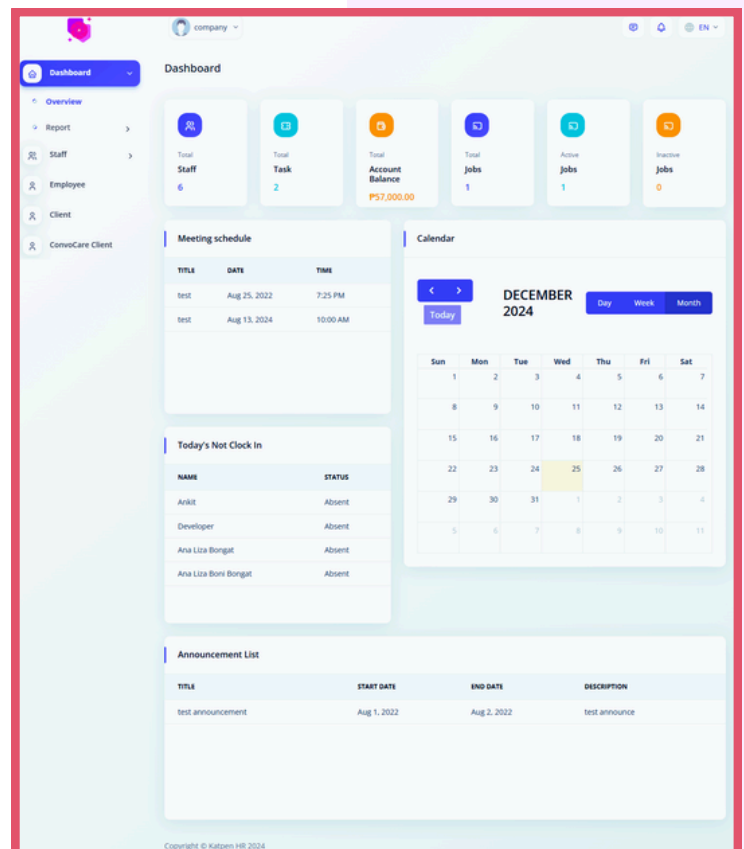 company
EN
Dashboard
Overview
Report
Staff
Employee
Client
ConvoCare Client
Dashboard
Total
Staff
6
Total
Task
2
Total
Account
Balance
₱57,000.00
Total
Jobs
1
Active
Jobs
1
Inactive
Jobs
0
Meeting schedule
TITLE DATE TIME
test Aug 25, 2022 7:25 PM
test Aug 13, 2024 10:00 AM
Today's Not Clock In
NAME STATUS
Ankit Absent
Developer Absent
Ana Liza Bongat Absent
Ana Liza Boni Bongat Absent
Calendar
< >
Today
DECEMBER
2024
Day Week Month
Sun Mon Tue Wed Thu Fri Sat
1 2 3 4 5 6 7
8 9 10 11 12 13 14
15 16 17 18 19 20 21
22 23 24 25 26 27 28
29 30 31 1 2 3 4
5 6 7 8 9 10 11
Announcement List
TITLE START DATE END DATE DESCRIPTION
test announcement Aug 1, 2022 Aug 2, 2022 test announce
Copyright © Katpen HR 2024